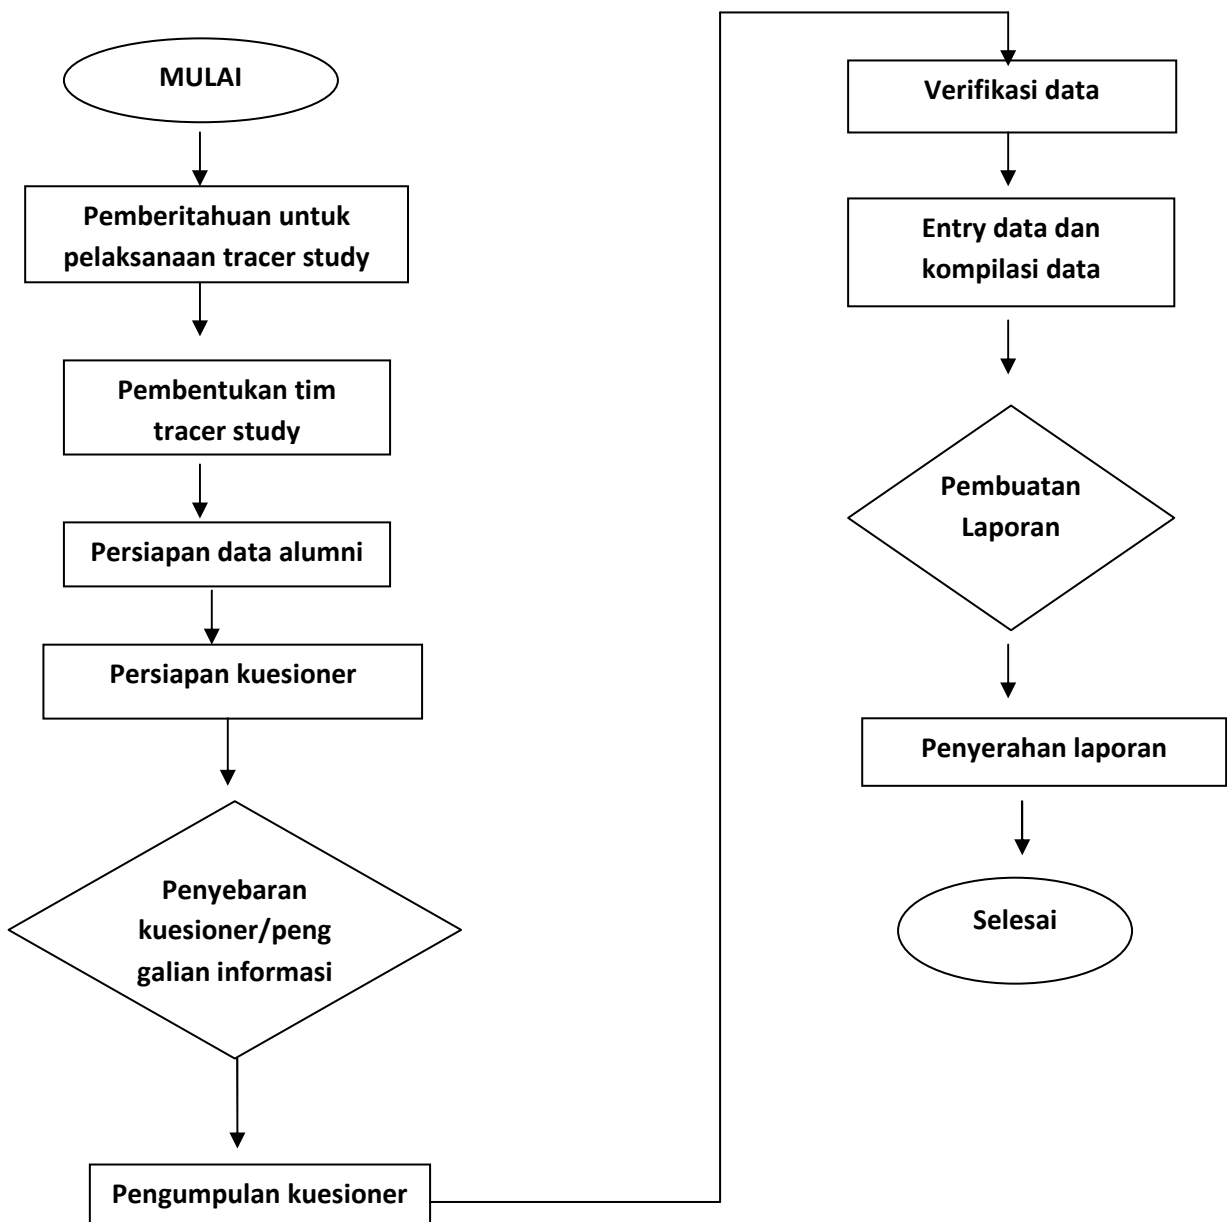 MULAI
Pemberitahuan untuk
pelaksanaan tracer study
Pembentukan tim
tracer study
Persiapan data alumni
Persiapan kuesioner
Penyebaran
kuesioner/peng
galian informasi
Pengumpulan kuesioner
Verifikasi data
Entry data dan
kompilasi data
Pembuatan
Laporan
Penyerahan laporan
Selesai